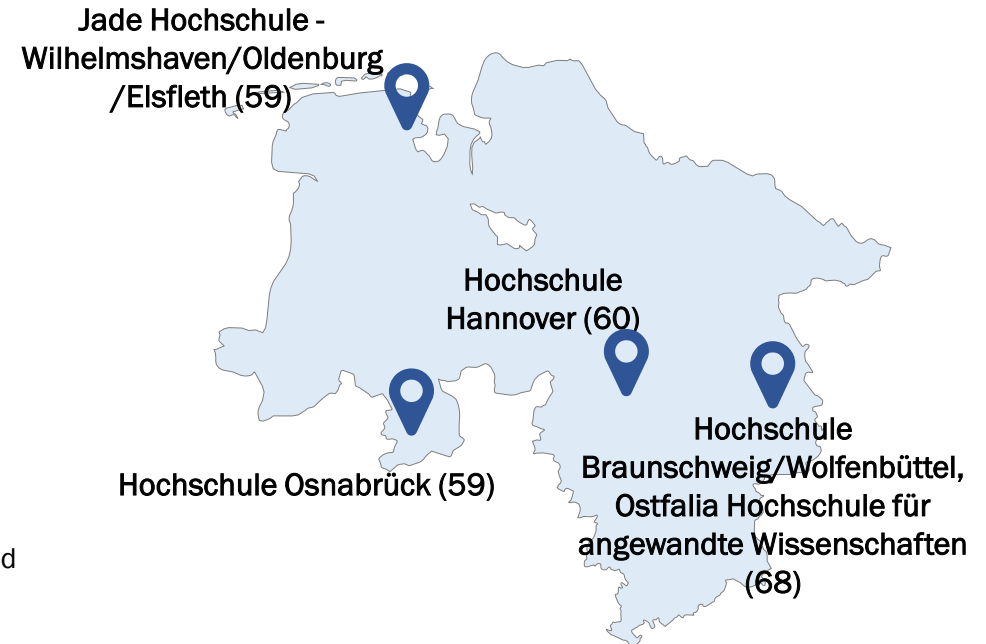 Jade Hochschule -
Wilhelmshaven/Oldenburg
/Elsfleth (59)
Hochschule
Hannover (60)
Hochschule
Braunschweig/Wolfenbüttel,
Ostfalia Hochschule für
angewandte Wissenschaften
(68)
Hochschule Osnabrück (59)
d